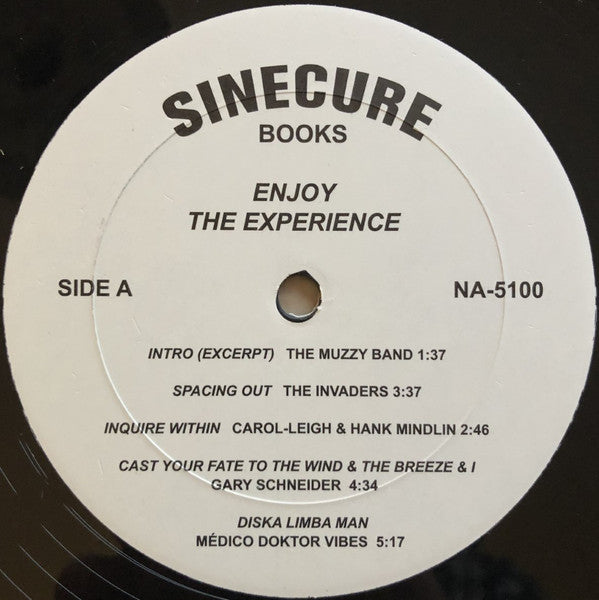 SINECURE
BOOKS
ENJOY
THE EXPERIENCE
SIDE A
NA-5100
INTRO (EXCERPT) THE MUZZY BAND 1:37
SPACING OUT THE INVADERS 3:37
INQUIRE WITHIN CAROL-LEIGH & HANK MINDLIN 2:46
CAST YOUR FATE TO THE WIND & THE BREEZE & I
GARY SCHNEIDER 4:34
DISKA LIMBA MAN
MÉDICO DOKTOR VIBES 5:17